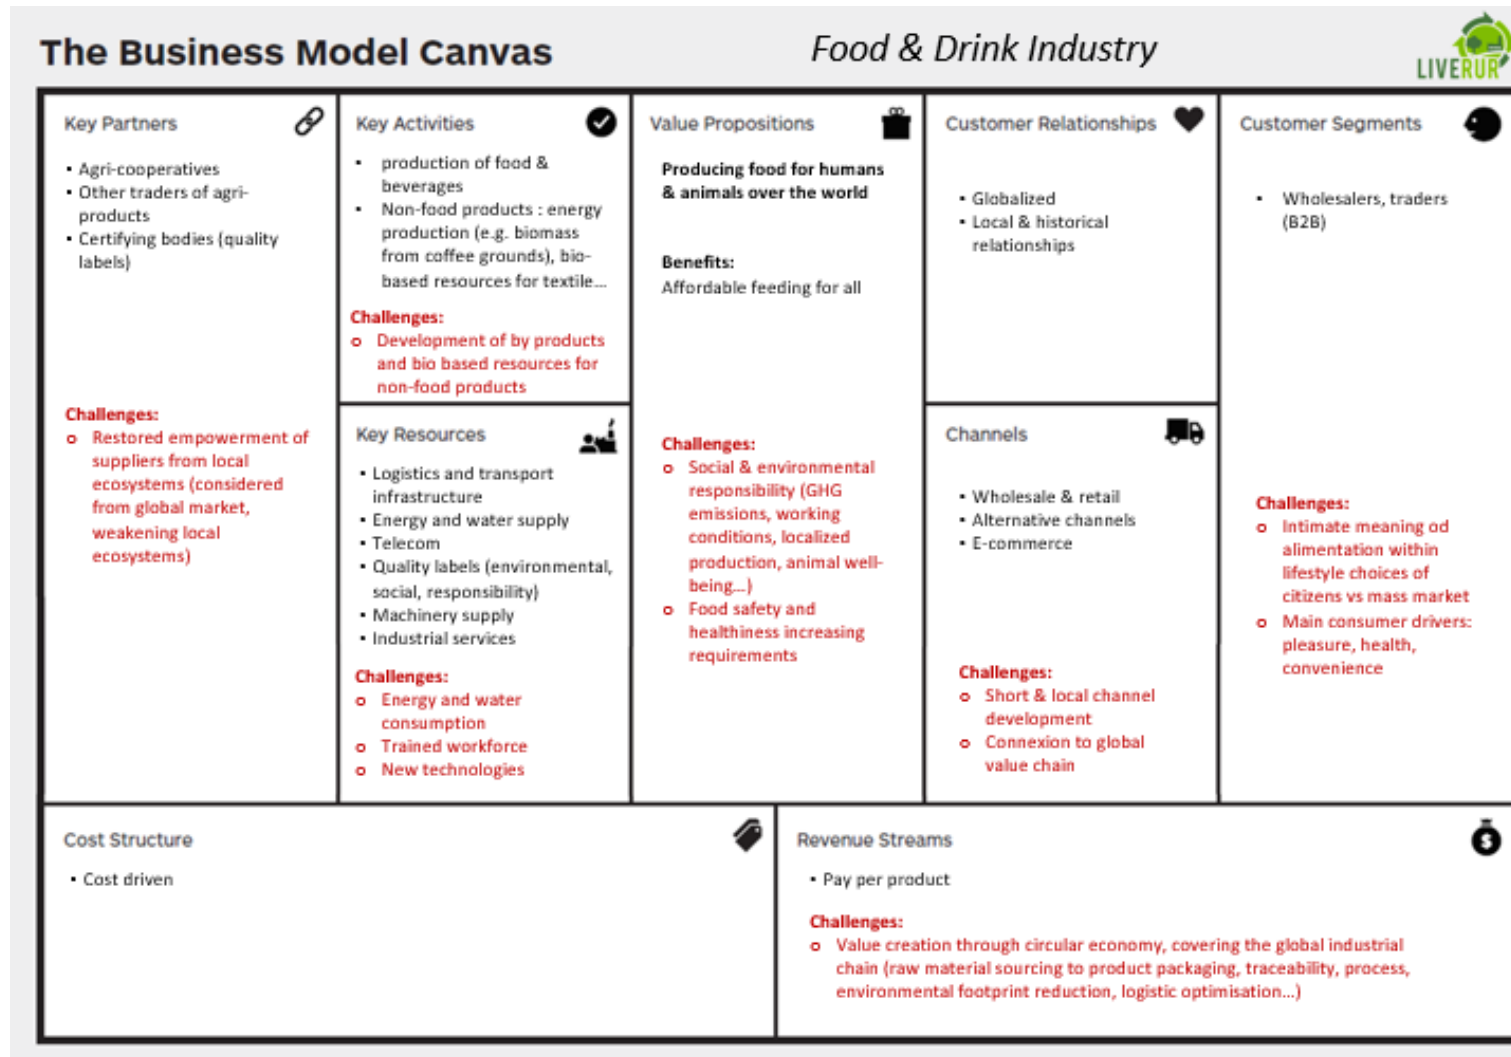 The Business Model Canvas
Food & Drink Industry
LIVERUR
Key Partners
▪ Agri-cooperatives
▪ Other traders of agri-
products
▪ Certifying bodies (quality
labels)
Challenges:
o Restored empowerment of
suppliers from local
ecosystems (considered
from global market,
weakening local
ecosystems)
Key Activities
▪ production of food &
beverages
▪ Non-food products : energy
production (e.g. biomass
from coffee grounds), bio-
based resources for textile...
Challenges:
o Development of by products
and bio based resources for
non-food products
Key Resources
▪ Logistics and transport
infrastructure
▪ Energy and water supply
▪ Telecom
▪ Quality labels (environmental,
social, responsibility)
▪ Machinery supply
▪ Industrial services
Challenges:
o Energy and water
consumption
o Trained workforce
o New technologies
Value Propositions
Producing food for humans
& animals over the world
Benefits:
Affordable feeding for all
Challenges:
o Social & environmental
responsibility (GHG
emissions, working
conditions, localized
production, animal well-
being...)
o Food safety and
healthiness increasing
requirements
Customer Relationships
▪ Globalized
▪ Local & historical
relationships
Channels
▪ Wholesale & retail
▪ Alternative channels
▪ E-commerce
Challenges:
o Short & local channel
development
o Connexion to global
value chain
Customer Segments
▪ Wholesalers, traders
(B2B)
Challenges:
o Intimate meaning od
alimentation within
lifestyle choices of
citizens vs mass market
o Main consumer drivers:
pleasure, health,
convenience
Cost Structure
▪ Cost driven
Revenue Streams
▪ Pay per product
Challenges:
o Value creation through circular economy, covering the global industrial
chain (raw material sourcing to product packaging, traceability, process,
environmental footprint reduction, logistic optimisation...)